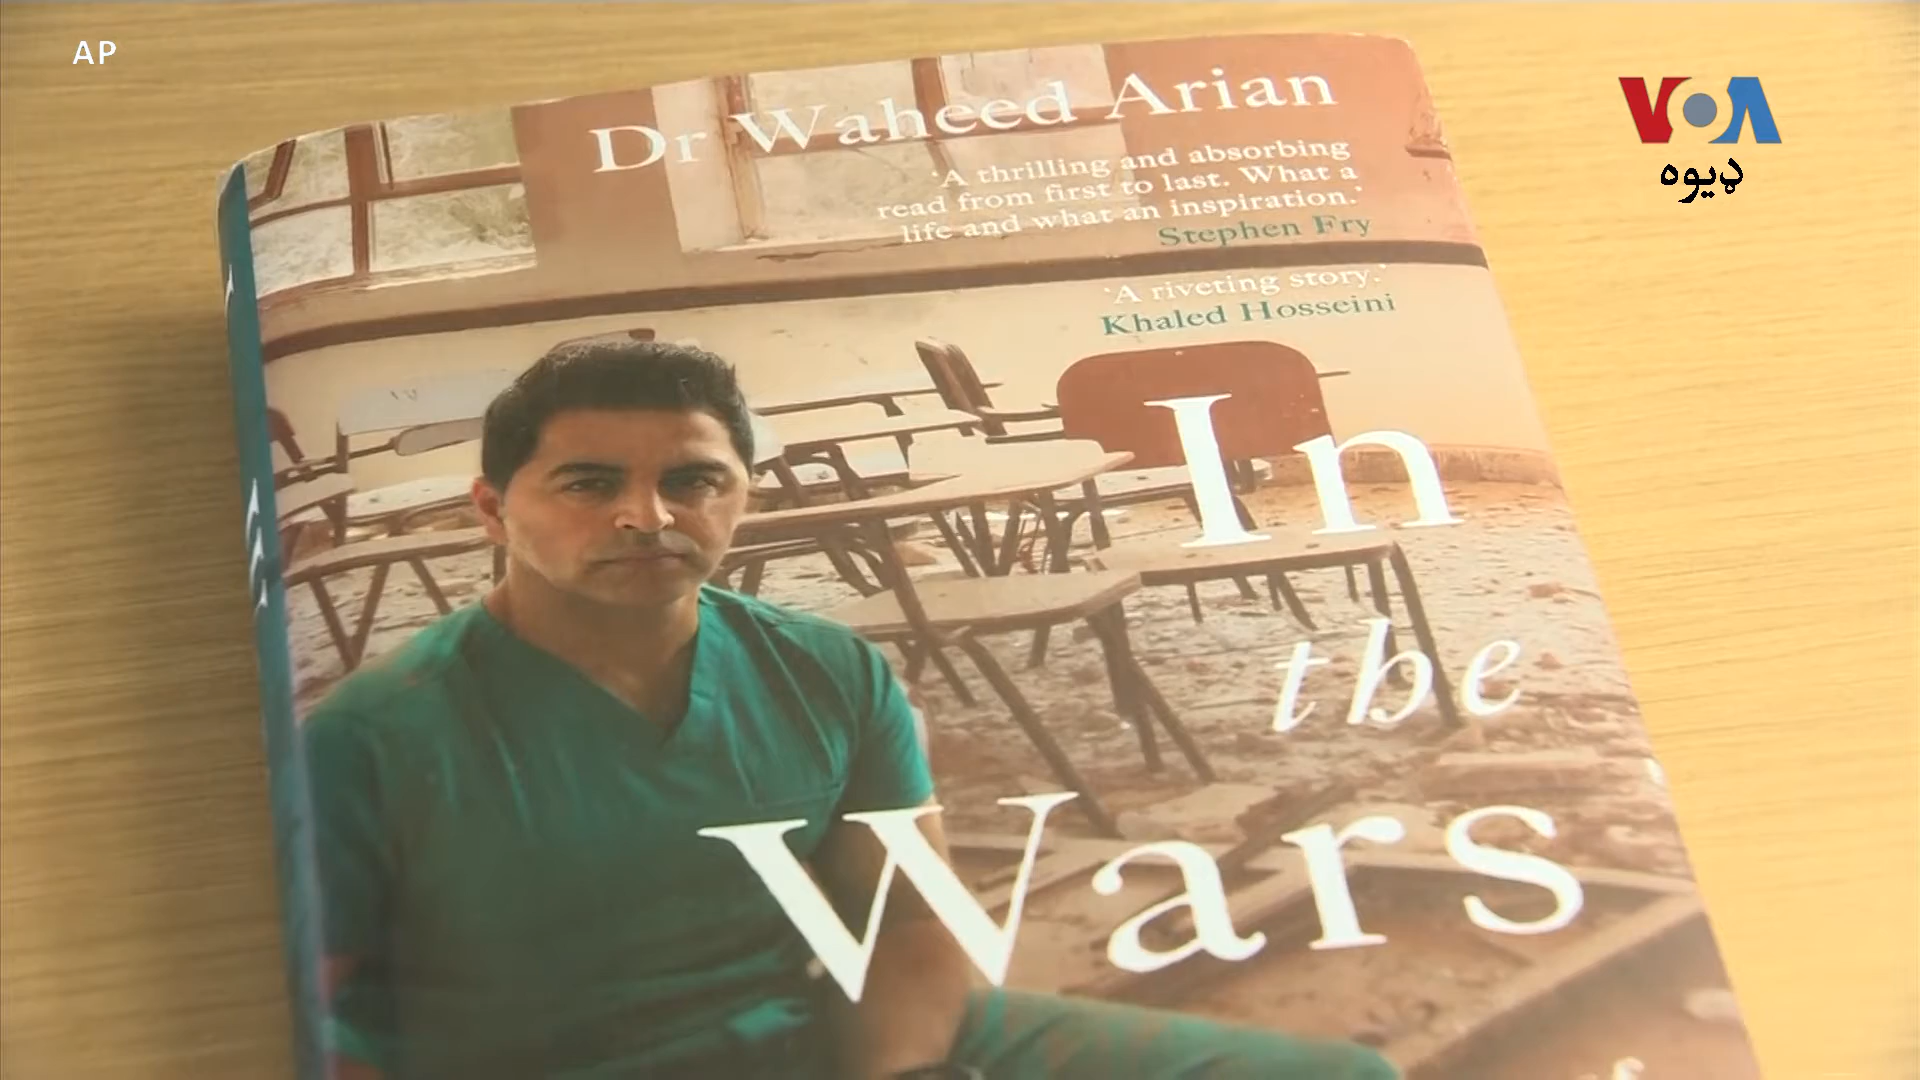 AP
VOA
ډیوه
Dr Waheed Arian
'A thrilling and absorbing
read from first to last. What a
life and what an inspiration.'
Stephen Fry
'A riveting story.'
Khaled Hosseini
In
the
Wars